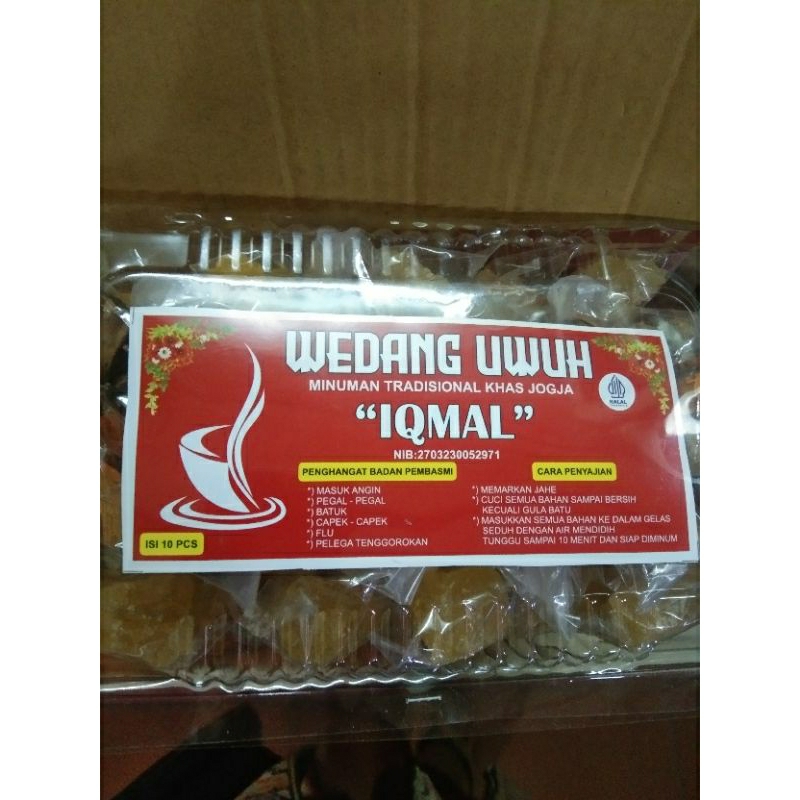 WEDANG UWUH
MINUMAN TRADISIONAL KHAS JOGJA
HALAL
"IQMAL"
NIB:2703230052971
PENGHANGAT BADAN PEMBASMI
*) MASUK ANGIN
*) PEGAL - PEGAL
*) BATUK
*) CAPEK - CAPEK
*) FLU
*) PELEGA TENGGOROKAN
CARA PENYAJIAN
*) MEMARKAN JAHE
*) CUCI SEMUA BAHAN SAMPAI BERSIH
KECUALI GULA BATU
*) MASUKKAN SEMUA BAHAN KE DALAM GELAS
SEDUH DENGAN AIR MENDIDIH
TUNGGU SAMPAI 10 MENIT DAN SIAP DIMINUM
ISI 10 PCS